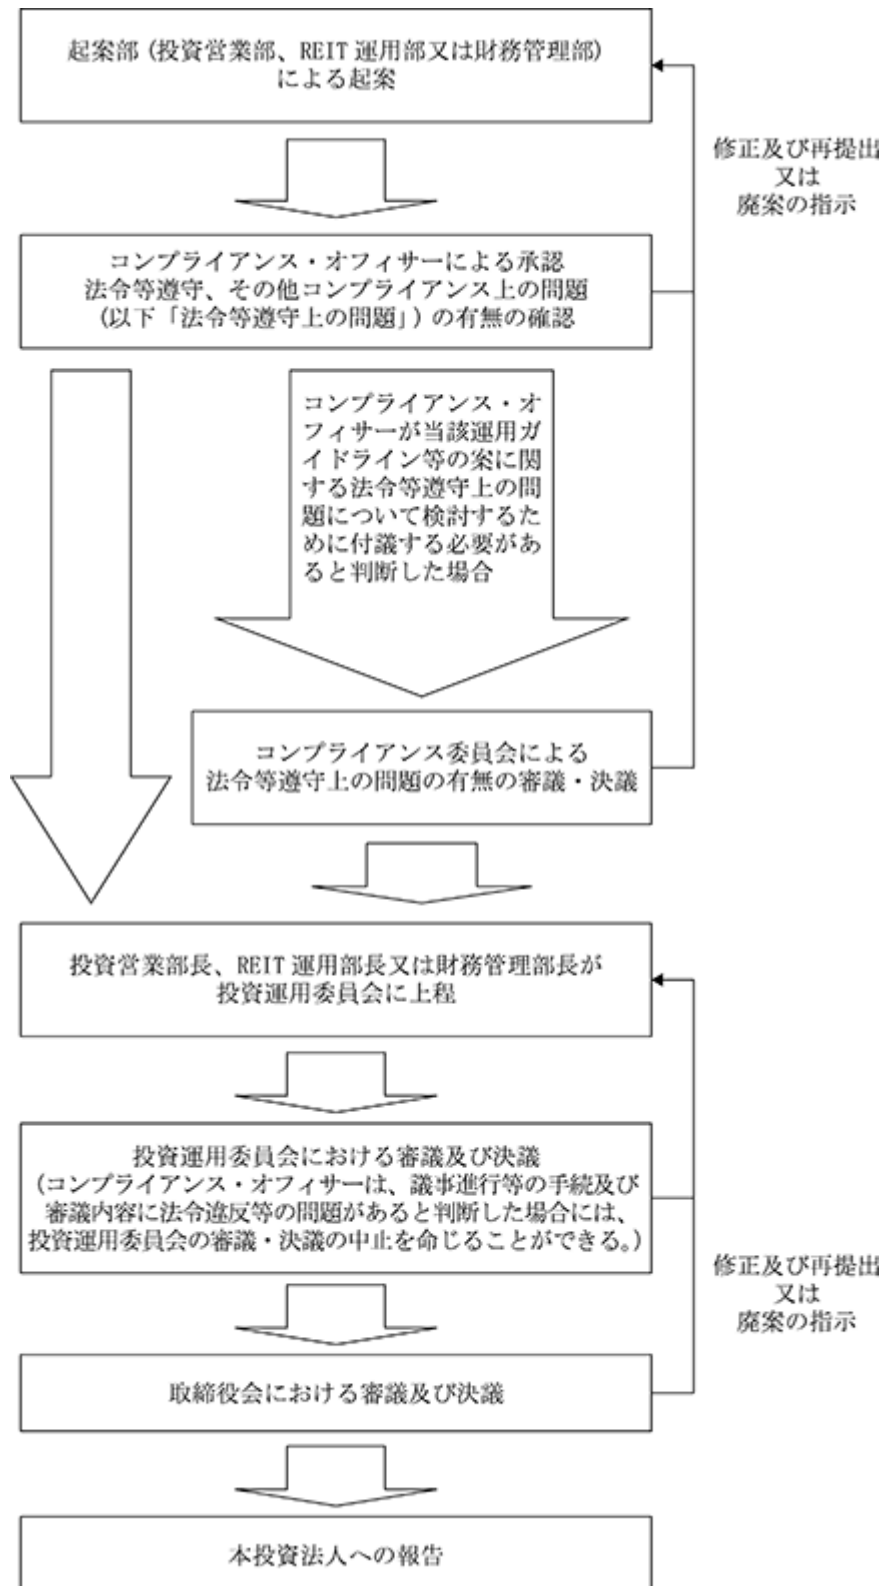 起案部(投資営業部、REIT 運用部又は財務管理部)
による起案
修正及び再提出
又は
廃案の指示
コンプライアンス・オフィサーによる承認
法令等遵守、その他コンプライアンス上の問題
(以下「法令等遵守上の問題」)の有無の確認
コンプライアンス・オ
フィサーが当該運用ガ
イドライン等の案に関
する法令等遵守上の問
題について検討するた
めに付議する必要があ
ると判断した場合
コンプライアンス委員会による
法令等遵守上の問題の有無の審議・決議
投資営業部長、REIT 運用部長又は財務管理部長が
投資運用委員会に上程
投資運用委員会における審議及び決議
(コンプライアンス・オフィサーは、議事進行等の手続及び
審議内容に法令違反等の問題があると判断した場合には、
投資運用委員会の審議・決議の中止を命じることができる。)
修正及び再提出
又は
廃案の指示
取締役会における審議及び決議
本投資法人への報告